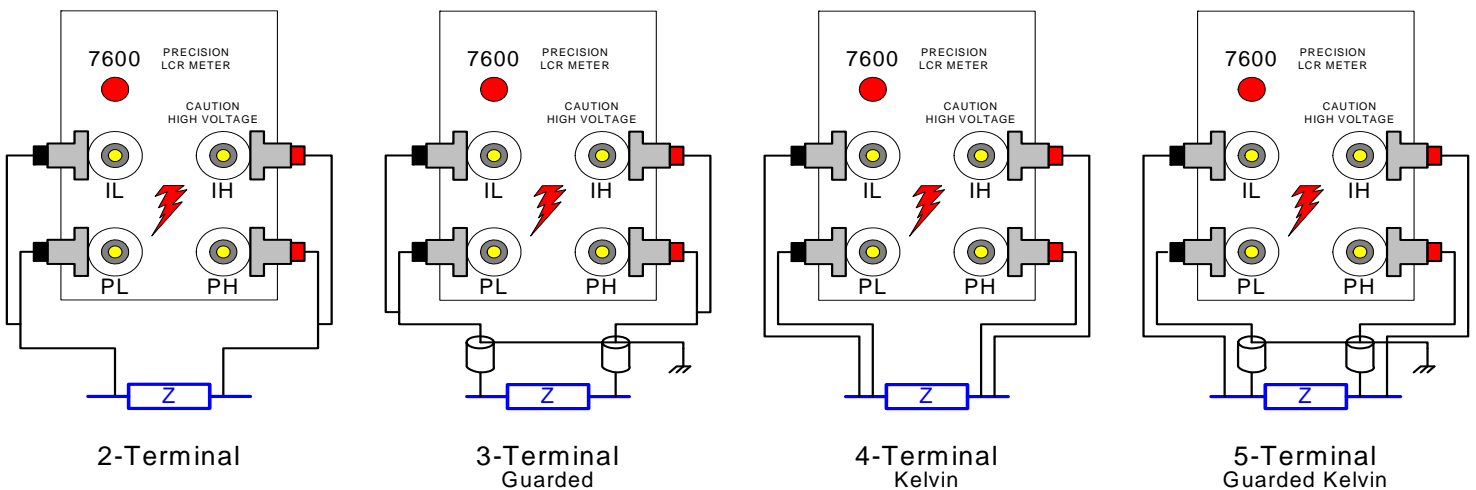 7600 PRECISION
LCR METER
CAUTION
HIGH VOLTAGE
IL IH
PL PH
Z
2-Terminal
7600 PRECISION
LCR METER
CAUTION
HIGH VOLTAGE
IL IH
PL PH
Z
3-Terminal
Guarded
7600 PRECISION
LCR METER
CAUTION
HIGH VOLTAGE
IL IH
PL PH
Z
4-Terminal
Kelvin
7600 PRECISION
LCR METER
CAUTION
HIGH VOLTAGE
IL IH
PL PH
Z
5-Terminal
Guarded Kelvin